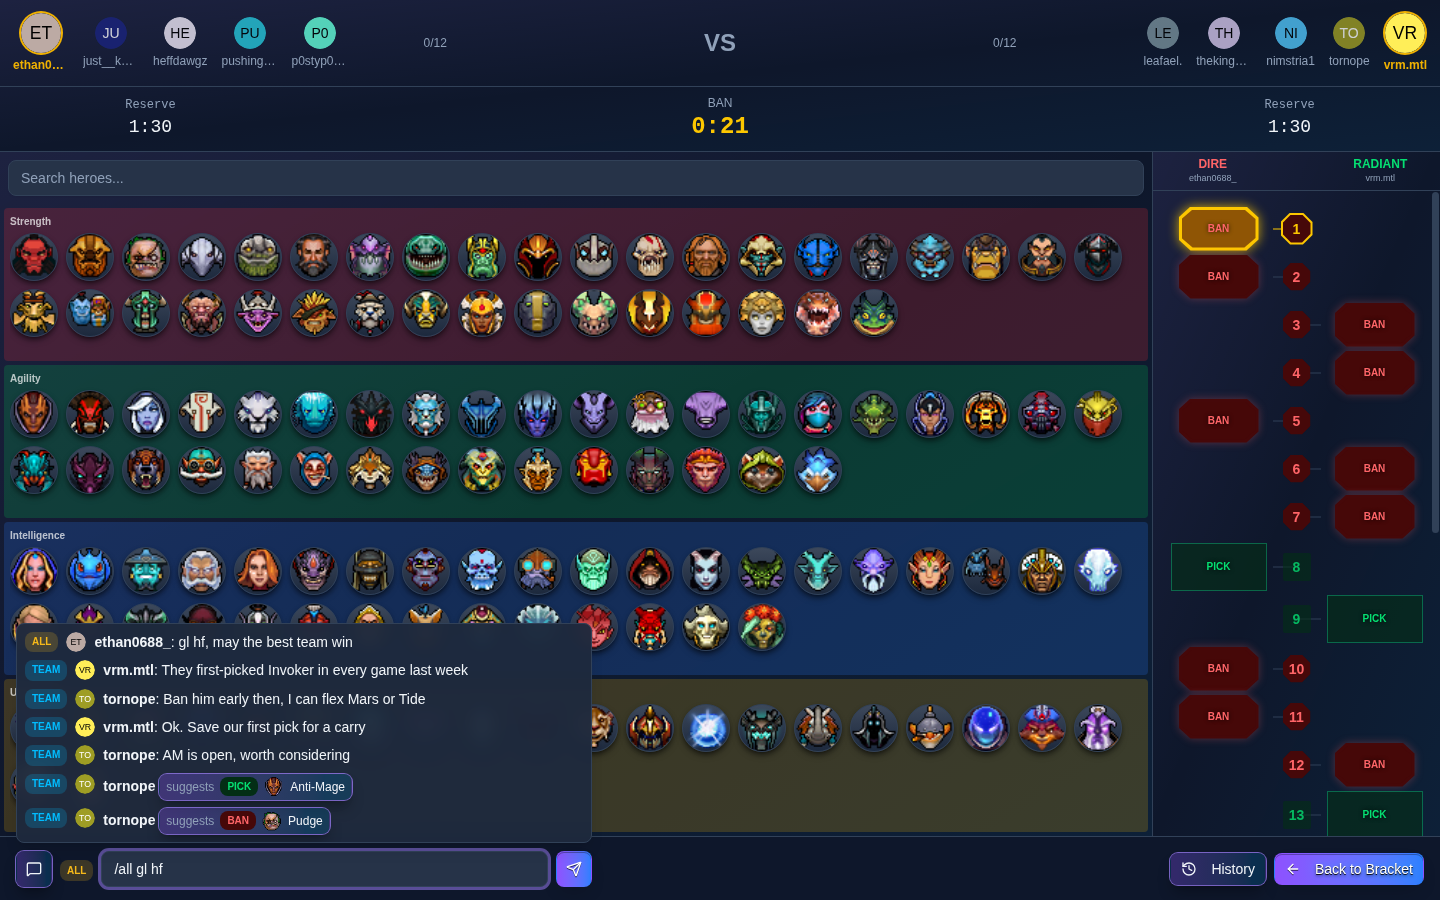 ET JU HE PU P0 0/12 VS 0/12 LE TH NI TO VR
ethan0… just__k… heffdawgz pushing… p0styp0… leafael. theking… nimstria1 tornope vrm.mtl
Reserve BAN Reserve
1:30 0:21 1:30
Search heroes...
DIRE RADIANT
ethan0688_ vrm.mtl
Strength
BAN 1
BAN 2
3 BAN
4 BAN
Agility
BAN 5
6 BAN
7 BAN
Intelligence
PICK 8
9 PICK
BAN 10
BAN 11
12 BAN
13 PICK
U
ALL ET ethan0688_: gl hf, may the best team win
TEAM VR vrm.mtl: They first-picked Invoker in every game last week
TEAM TO tornope: Ban him early then, I can flex Mars or Tide
TEAM VR vrm.mtl: Ok. Save our first pick for a carry
TEAM TO tornope: AM is open, worth considering
TEAM TO tornope suggests PICK Anti-Mage
TEAM TO tornope suggests BAN Pudge
ALL /all gl hf History Back to Bracket